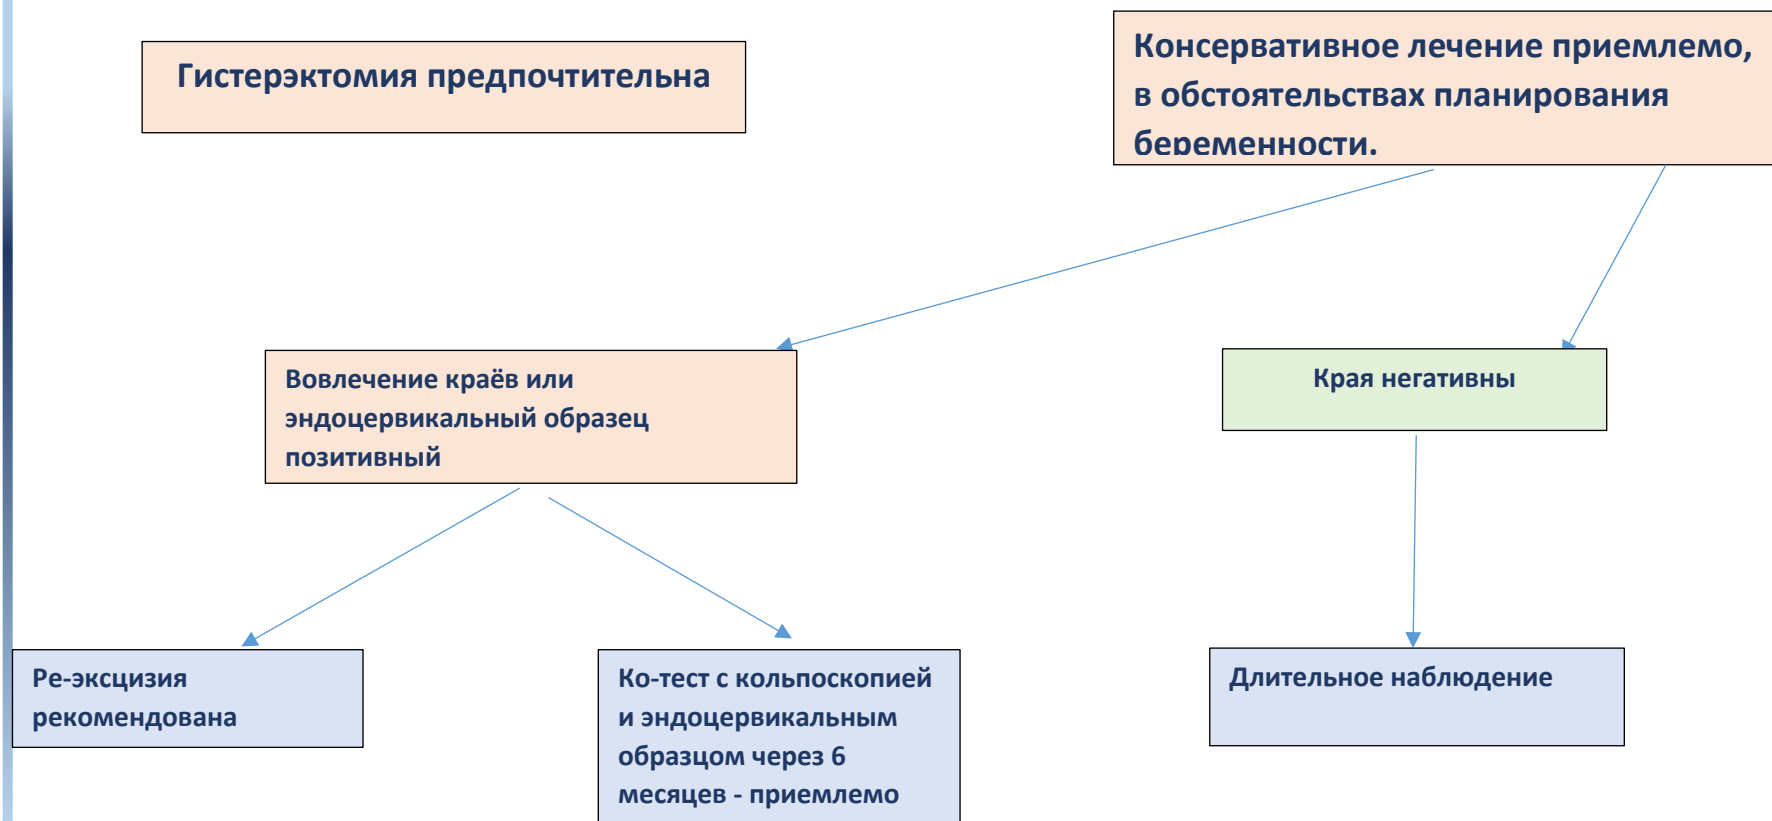 Гистерэктомия предпочтительна
Консервативное лечение приемлемо,
в обстоятельствах планирования
беременности.
Вовлечение краёв или
эндоцервикальный образец
позитивный
Края негативны
Ре-эксцизия
рекомендована
Ко-тест с кольпоскопией
и эндоцервикальным
образцом через 6
месяцев - приемлемо
Длительное наблюдение